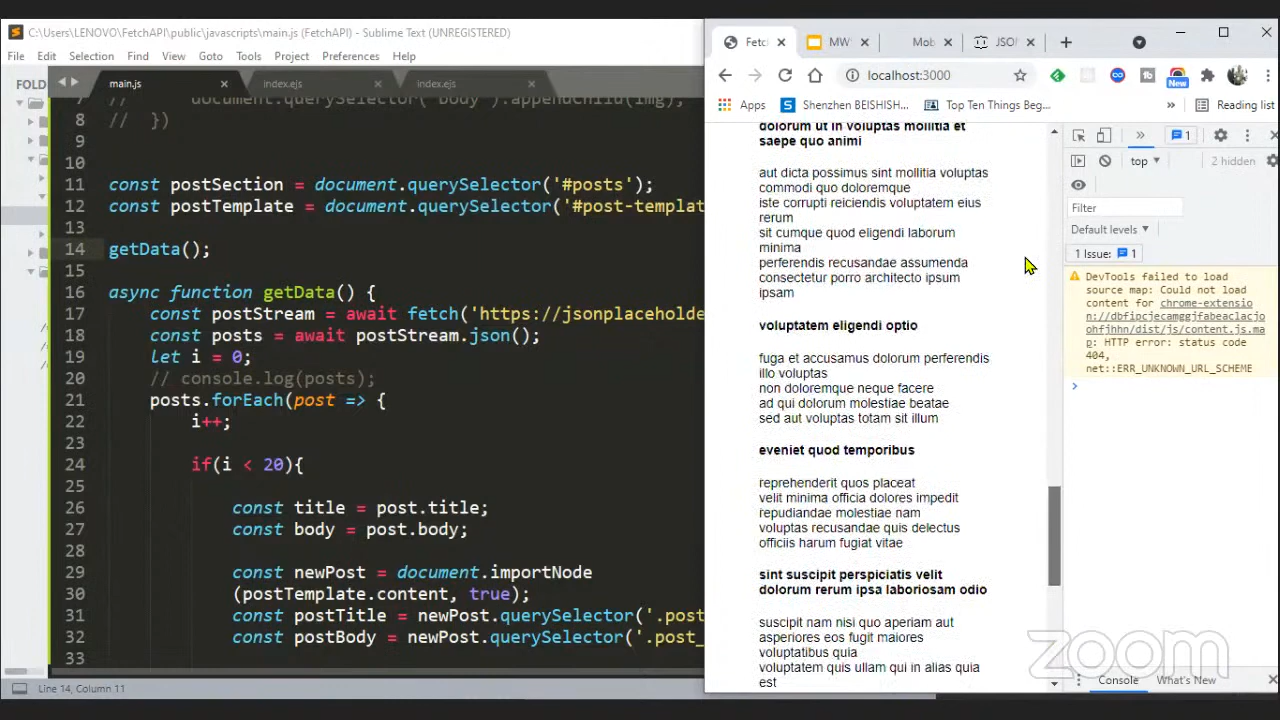 C:\Users\LENOVO\FetchAPI\public\javascripts\main.js (FetchAPI) - Sublime Text (UNREGISTERED)
File Edit Selection Find View Goto Tools Project Preferences Help
FOLD
main.js
index.ejs
index.ejs
8 // })
9
10
11 const postSection = document.querySelector('#posts');
12 const postTemplate = document.querySelector('#post-templat
13
14 getData();
15
16 async function getData() {
17 const postStream = await fetch('https://jsonplaceholde
18 const posts = await postStream.json();
19 let i = 0;
20 // console.log(posts);
21 posts.forEach(post => {
22 i++;
23
24 if(i < 20){
25
26 const title = post.title;
27 const body = post.body;
28
29 const newPost = document.importNode
30 (postTemplate.content, true);
31 const postTitle = newPost.querySelector('.post
32 const postBody = newPost.querySelector('.post_
33
Line 14, Column 11
Fetc
MW
Mob
JSO
localhost:3000
New
Apps
Shenzhen BEISHISH...
Top Ten Things Beg...
»
Reading list
dolorum ut in voluptas mollitia et
saepe quo animi
aut dicta possimus sint mollitia voluptas
commodi quo doloremque
iste corrupti reiciendis voluptatem eius
rerum
sit cumque quod eligendi laborum
minima
perferendis recusandae assumenda
consectetur porro architecto ipsum
ipsam
voluptatem eligendi optio
fuga et accusamus dolorum perferendis
illo voluptas
non doloremque neque facere
ad qui dolorum molestiae beatae
sed aut voluptas totam sit illum
eveniet quod temporibus
reprehenderit quos placeat
velit minima officia dolores impedit
repudiandae molestiae nam
voluptas recusandae quis delectus
officiis harum fugiat vitae
sint suscipit perspiciatis velit
dolorum rerum ipsa laboriosam odio
suscipit nam nisi quo aperiam aut
asperiores eos fugit maiores
voluptatibus quia
voluptatem quis ullam qui in alias quia
est
» 1
top 2 hidden
Filter
Default levels
1 Issue: 1
DevTools failed to load
source map: Could not load
content for chrome-extensio
n://dbfipcjecamggjfabeaclacjo
ohfjhhn/dist/js/content.js.ma
p: HTTP error: status code
404,
net::ERR_UNKNOWN_URL_SCHEME
zoom
Console What's New